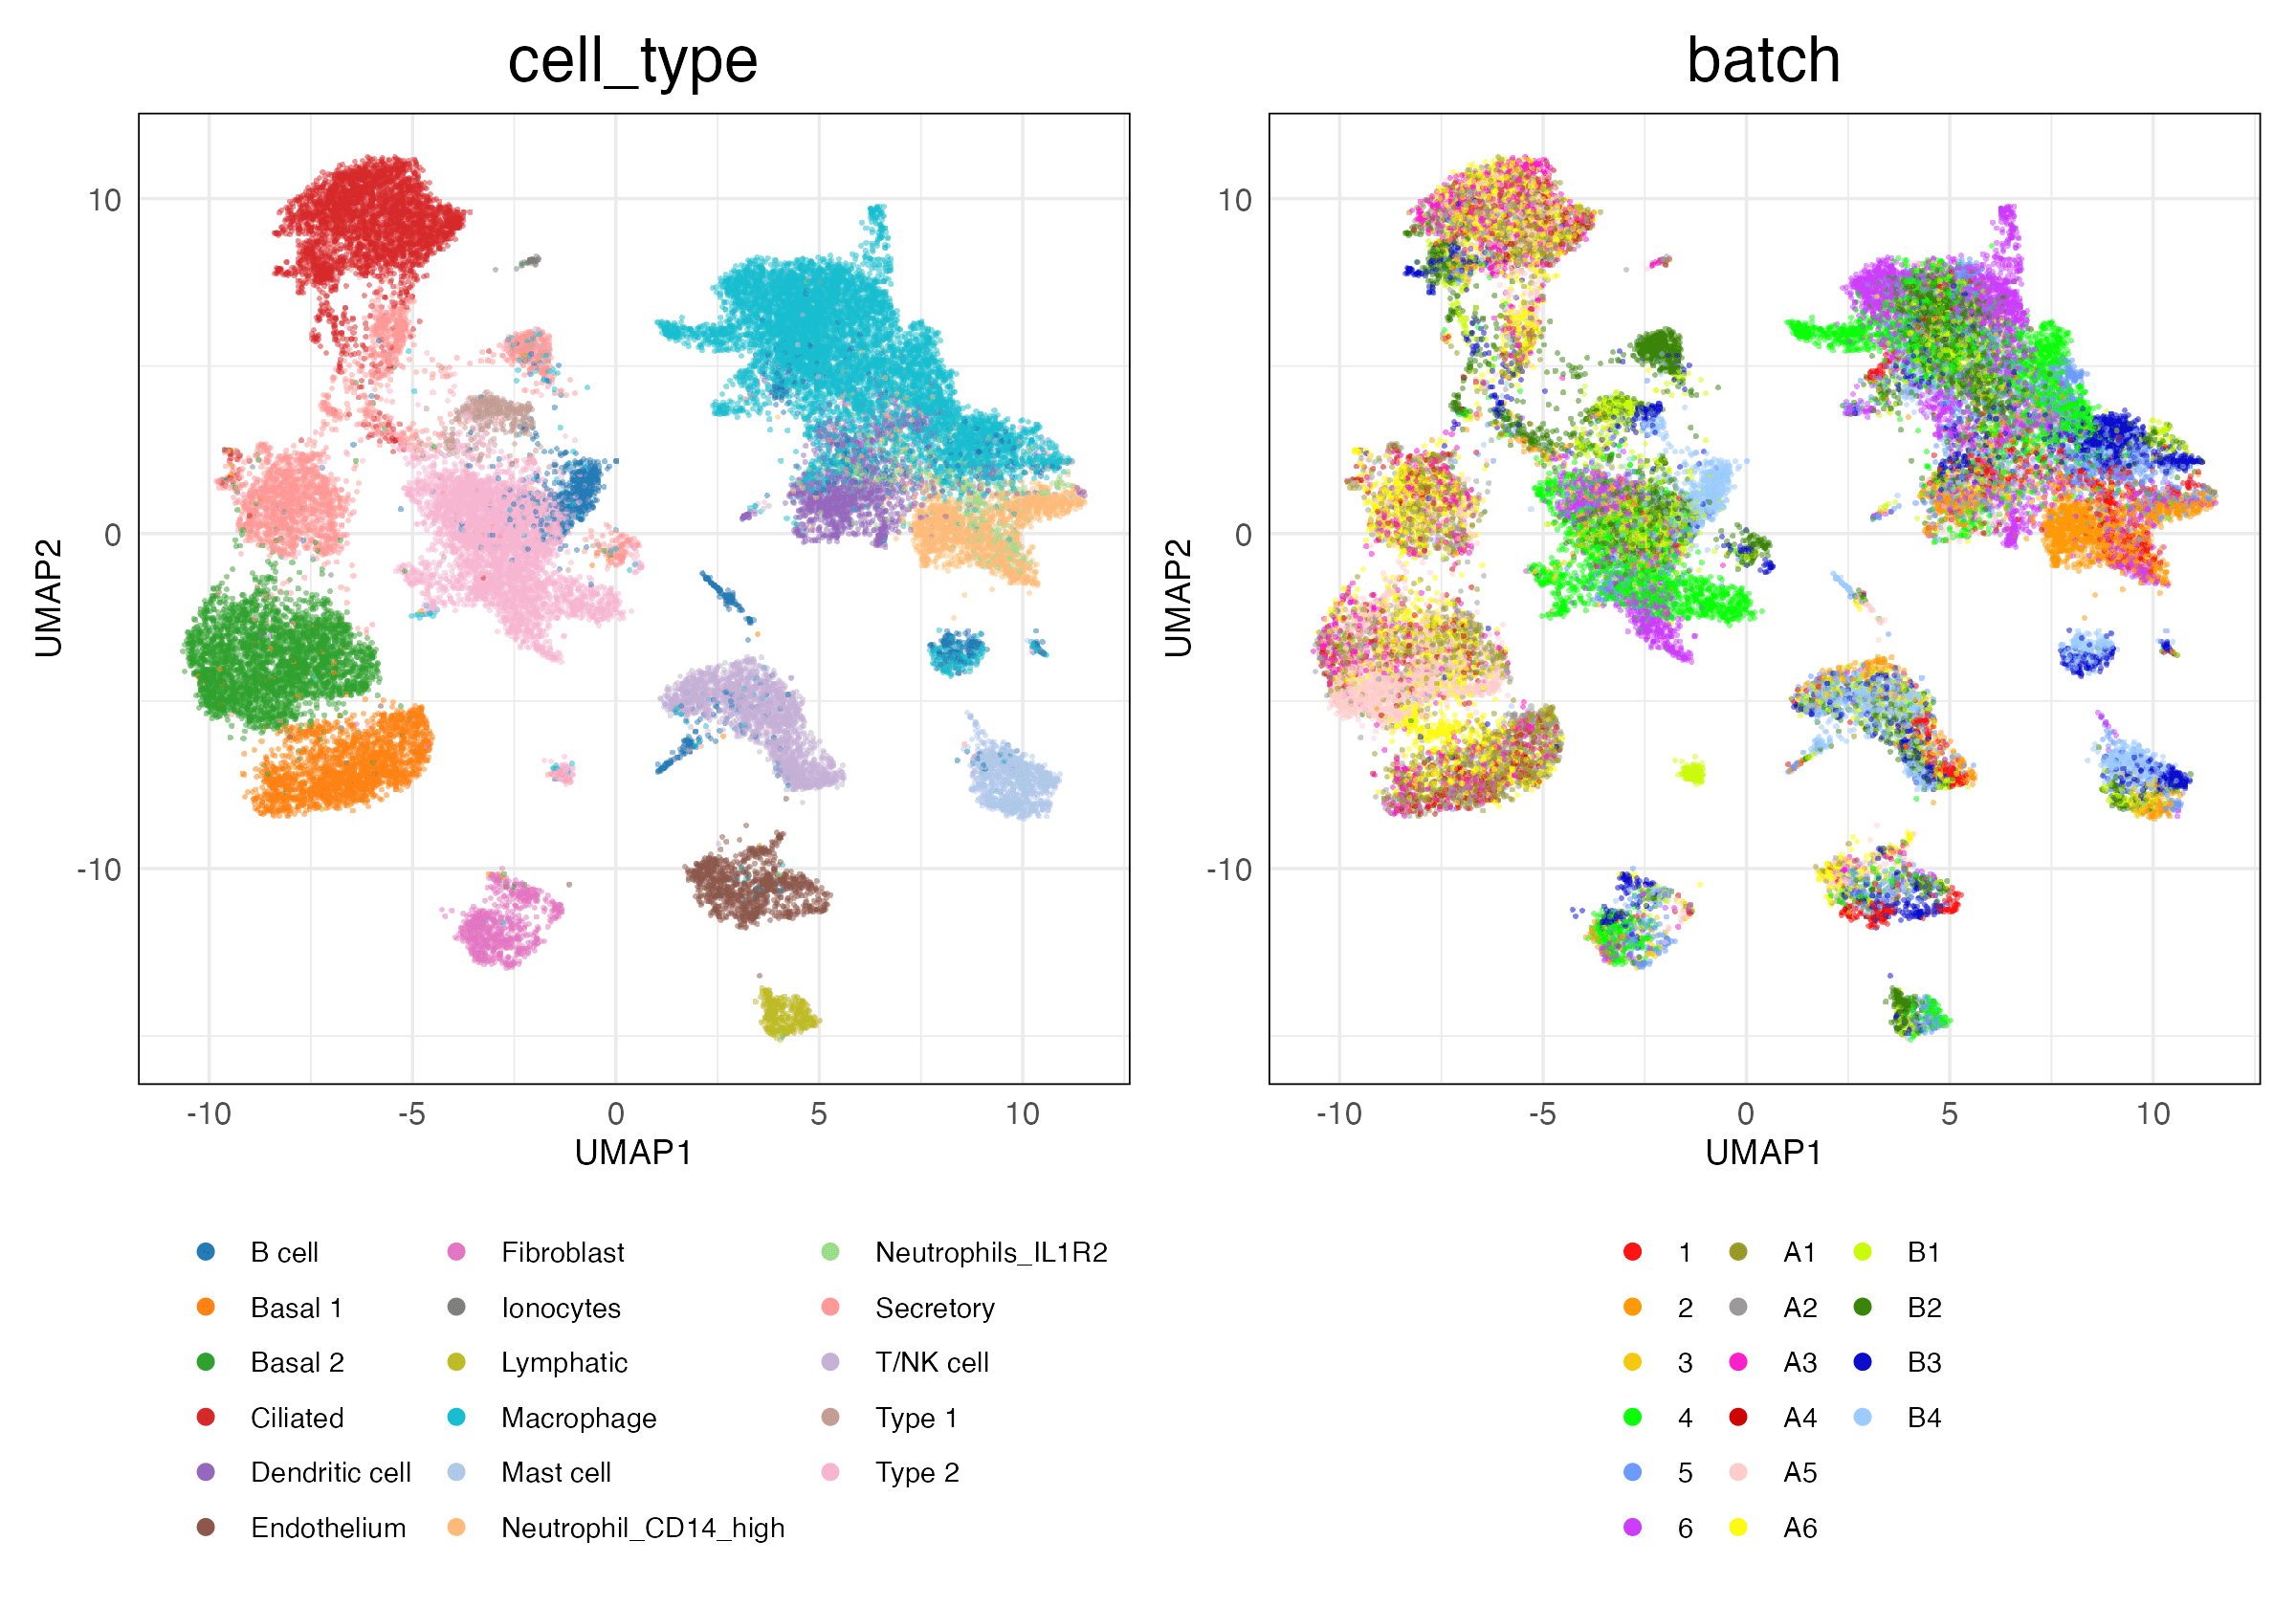 cell_type
batch
10
0
-10
UMAP2
-10 -5 0 5 10
UMAP1
10
0
-10
UMAP2
-10 -5 0 5 10
UMAP1
B cell Fibroblast Neutrophils_IL1R2
Basal 1 Ionocytes Secretory
Basal 2 Lymphatic T/NK cell
Ciliated Macrophage Type 1
Dendritic cell Mast cell Type 2
Endothelium Neutrophil_CD14_high
1 A1 B1
2 A2 B2
3 A3 B3
4 A4 B4
5 A5
6 A6